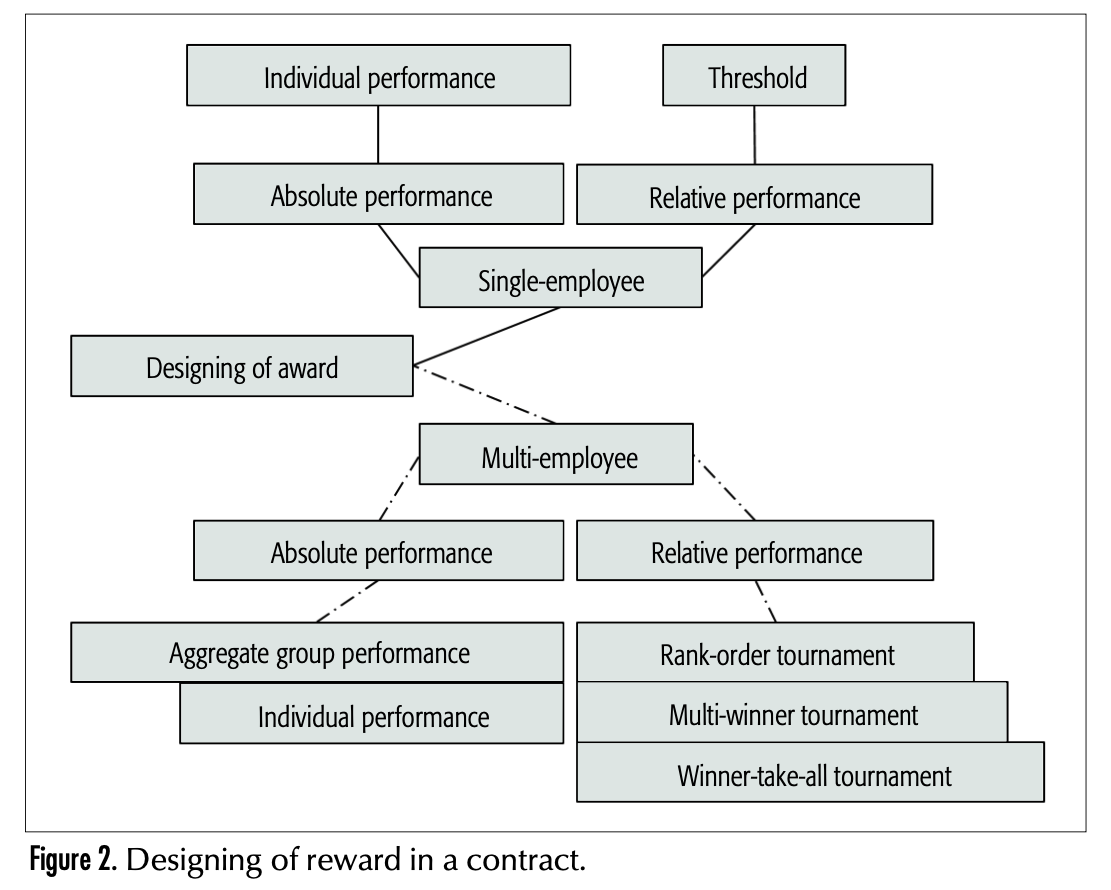 Individual performance
Threshold
Absolute performance
Relative performance
Single-employee
Designing of award
Multi-employee
Absolute performance
Relative performance
Aggregate group performance
Rank-order tournament
Individual performance
Multi-winner tournament
Winner-take-all tournament
Figure 2. Designing of reward in a contract.